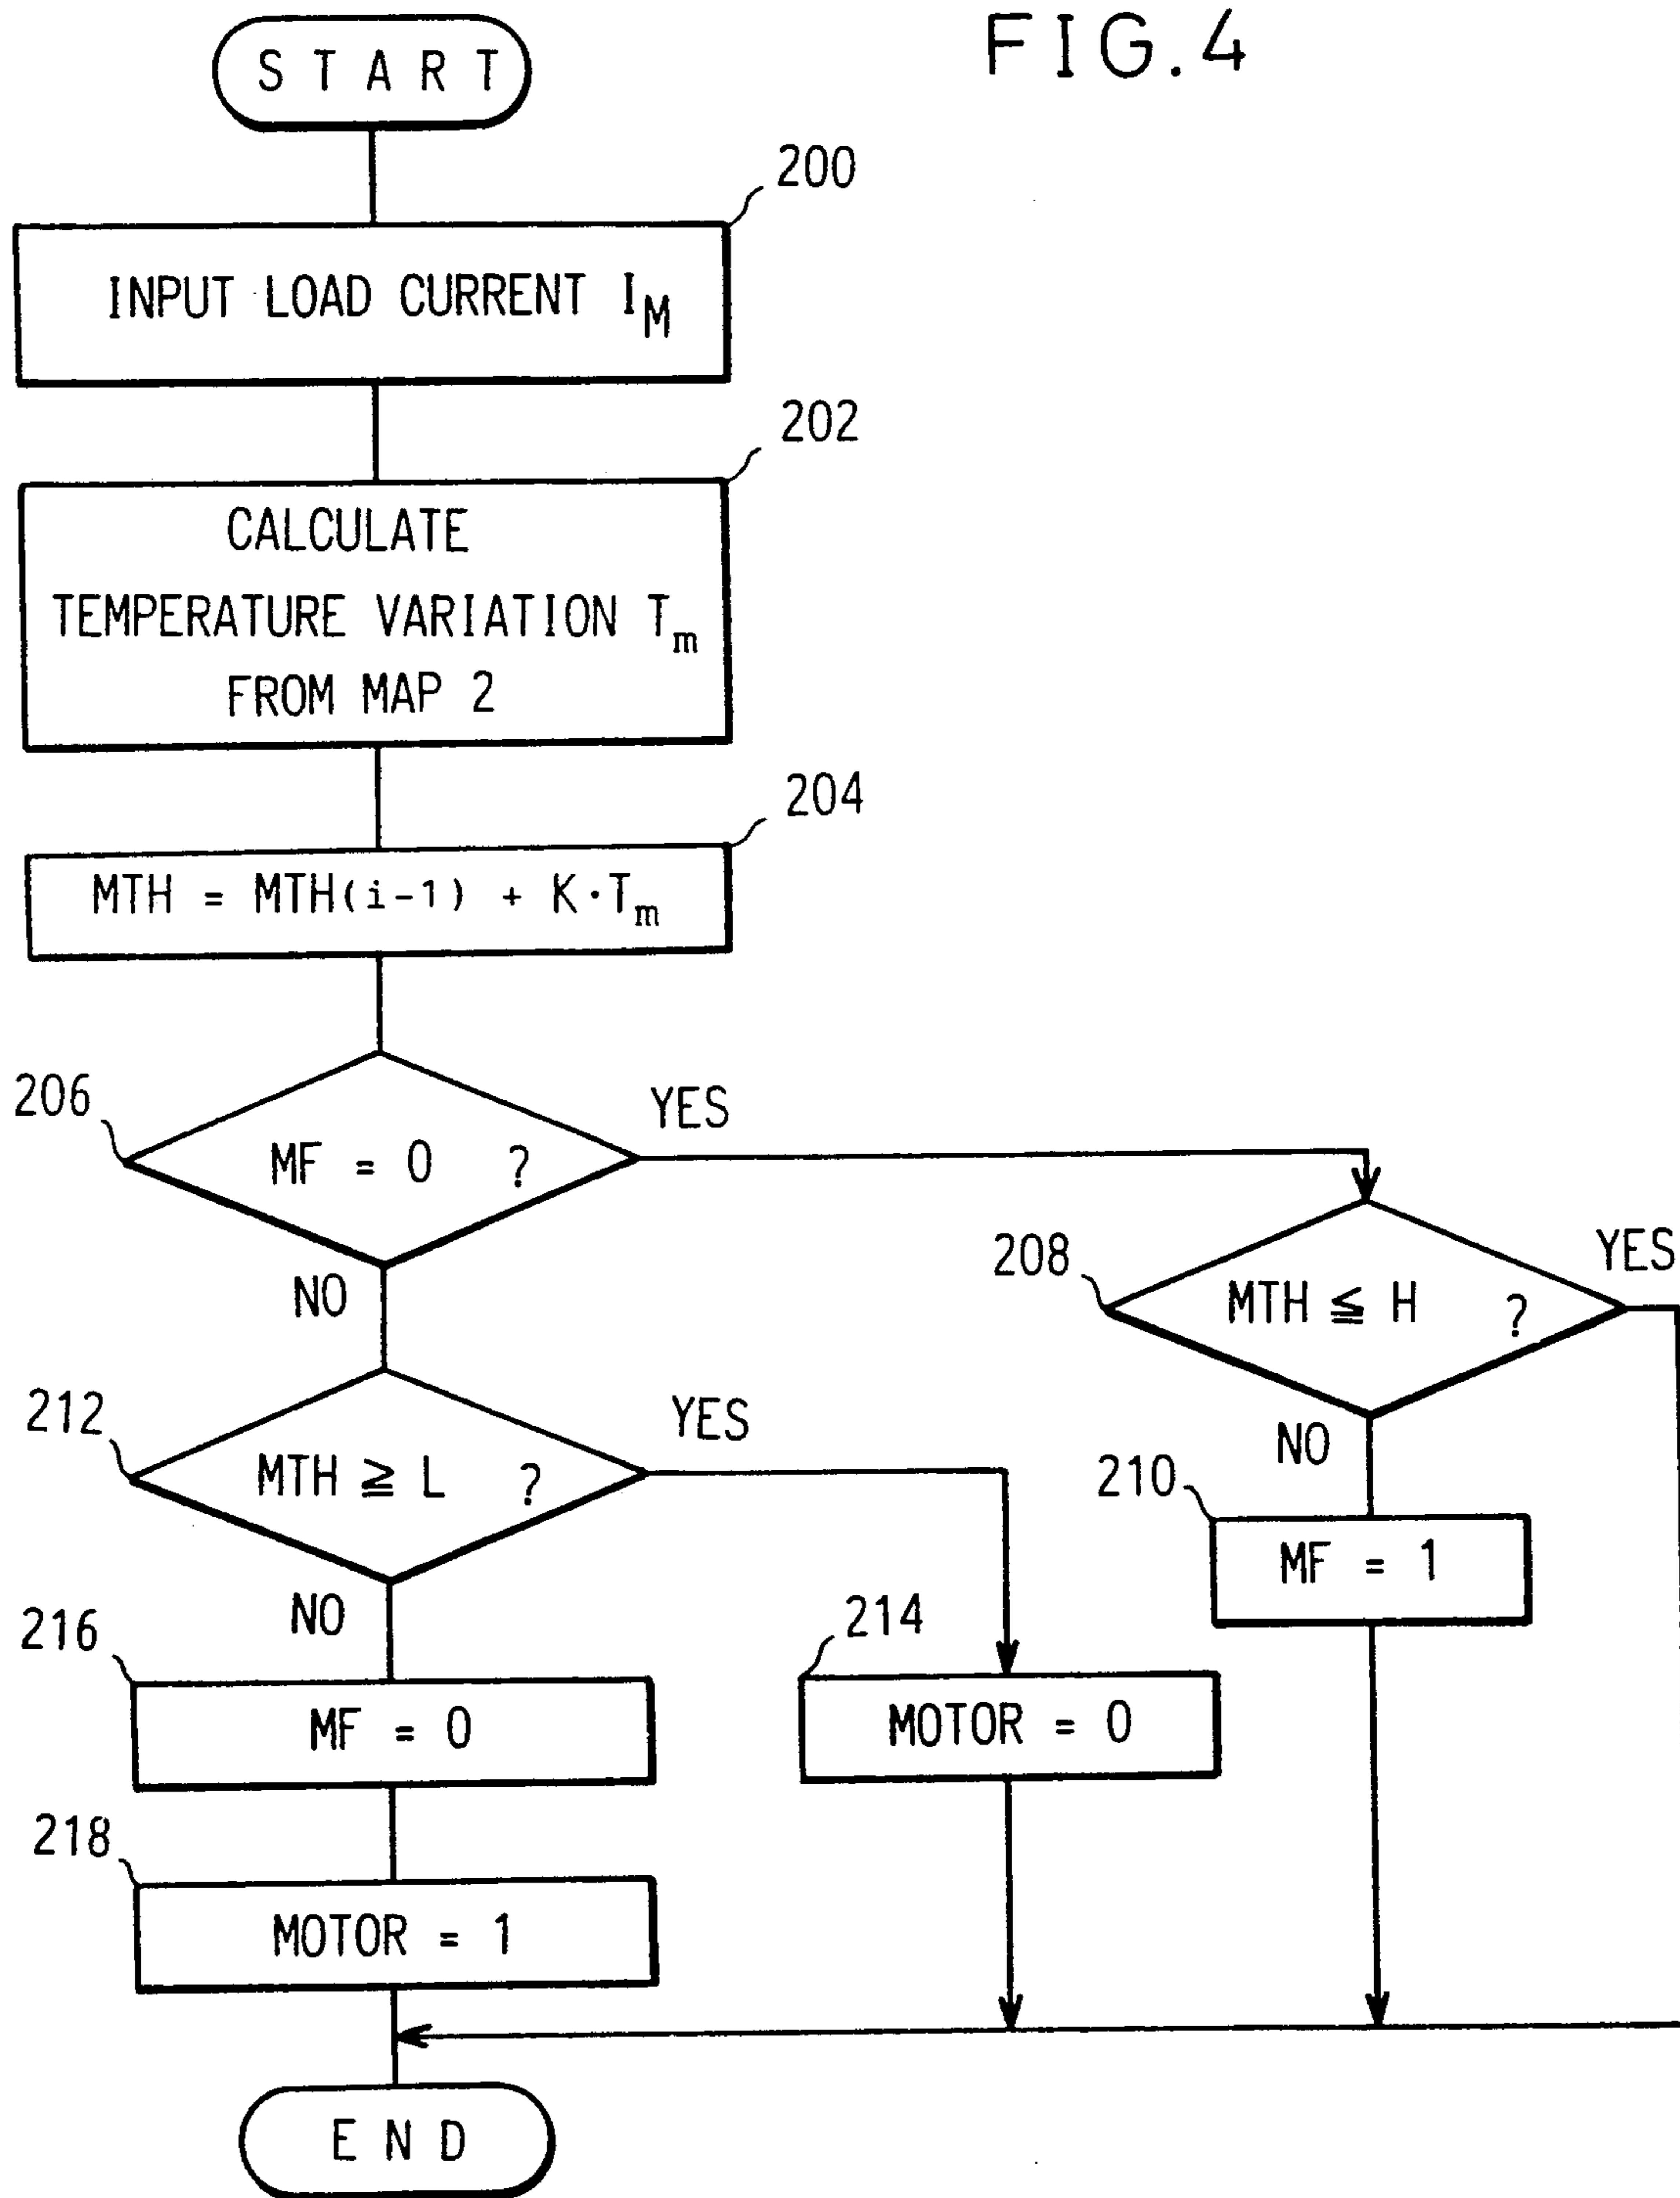 FIG.4
START
200
INPUT LOAD CURRENT I_M
202
CALCULATE
TEMPERATURE VARIATION T_m
FROM MAP 2
204
MTH = MTH(i-1) + K·T_m
206
MF = 0 ?
YES
NO
208
MTH ≦ H ?
YES
NO
210
MF = 1
212
MTH ≧ L ?
YES
NO
214
MOTOR = 0
216
MF = 0
218
MOTOR = 1
END